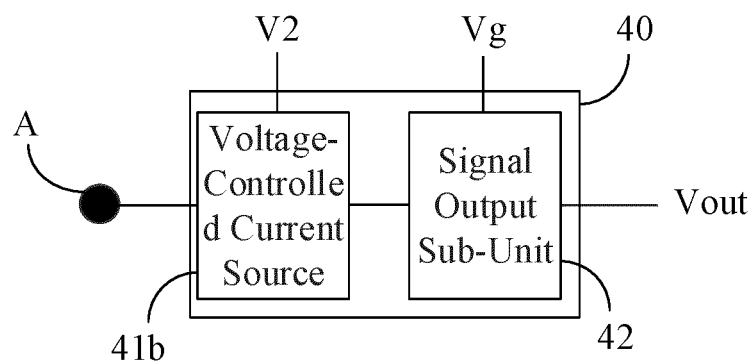 V2
Vg
40
A
Voltage-
Controlle
d Current
Source
Signal
Output
Sub-Unit
Vout
41b
42